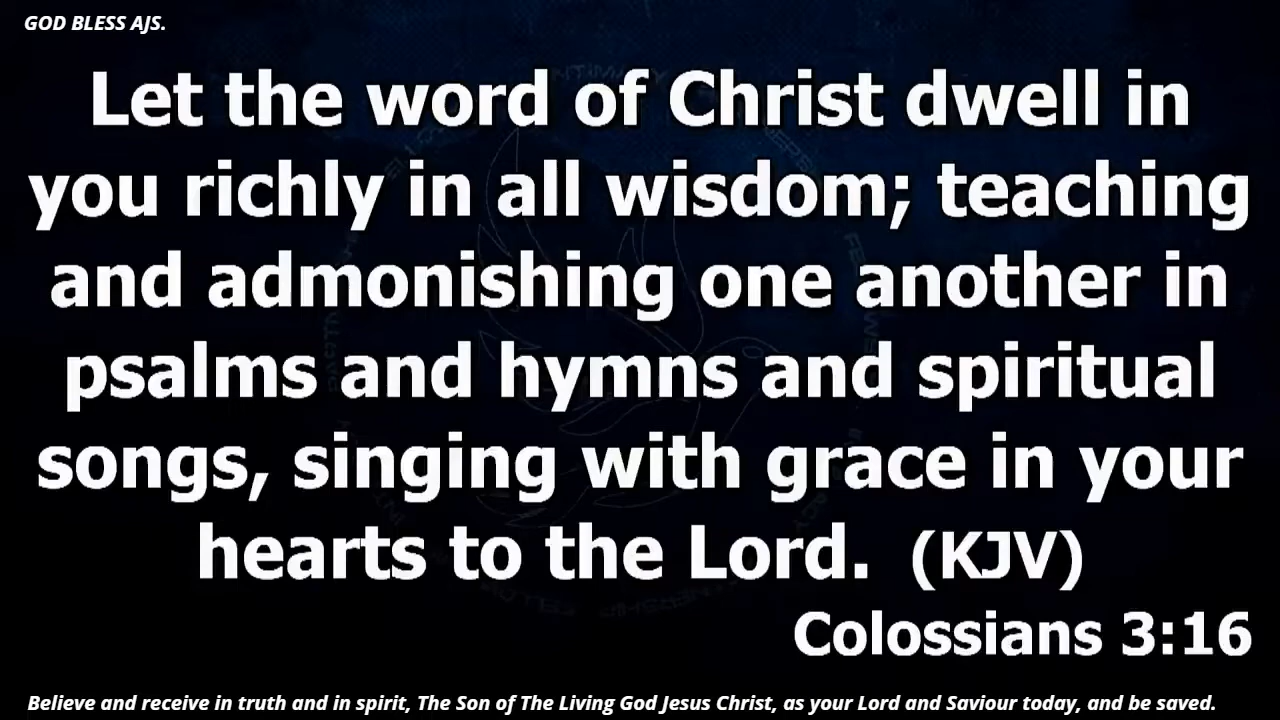 GOD BLESS AJS.
Let the word of Christ dwell in
you richly in all wisdom; teaching
and admonishing one another in
psalms and hymns and spiritual
songs, singing with grace in your
hearts to the Lord. (KJV)
Colossians 3:16
Believe and receive in truth and in spirit, The Son of The Living God Jesus Christ, as your Lord and Saviour today, and be saved.